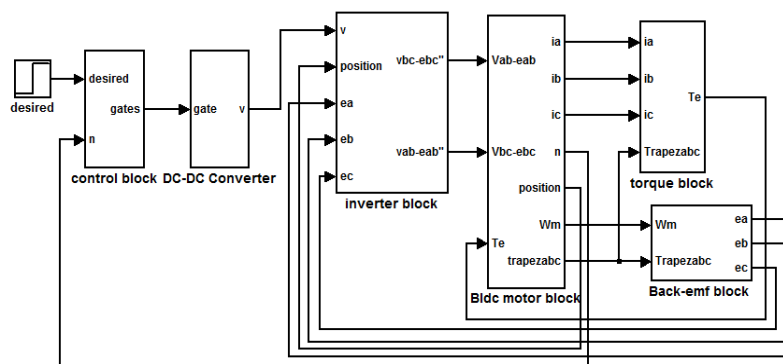 desired
desired
gates
n
control block
gate
v
DC-DC Converter
v
position
ea
eb
ec
vbc-ebc"
vab-eab"
inverter block
Vab-eab
Vbc-ebc
Te
ia
ib
ic
n
position
Wm
trapezabc
Bldc motor block
ia
ib
ic
Trapezabc
Te
torque block
Wm
Trapezabc
ea
eb
ec
Back-emf block